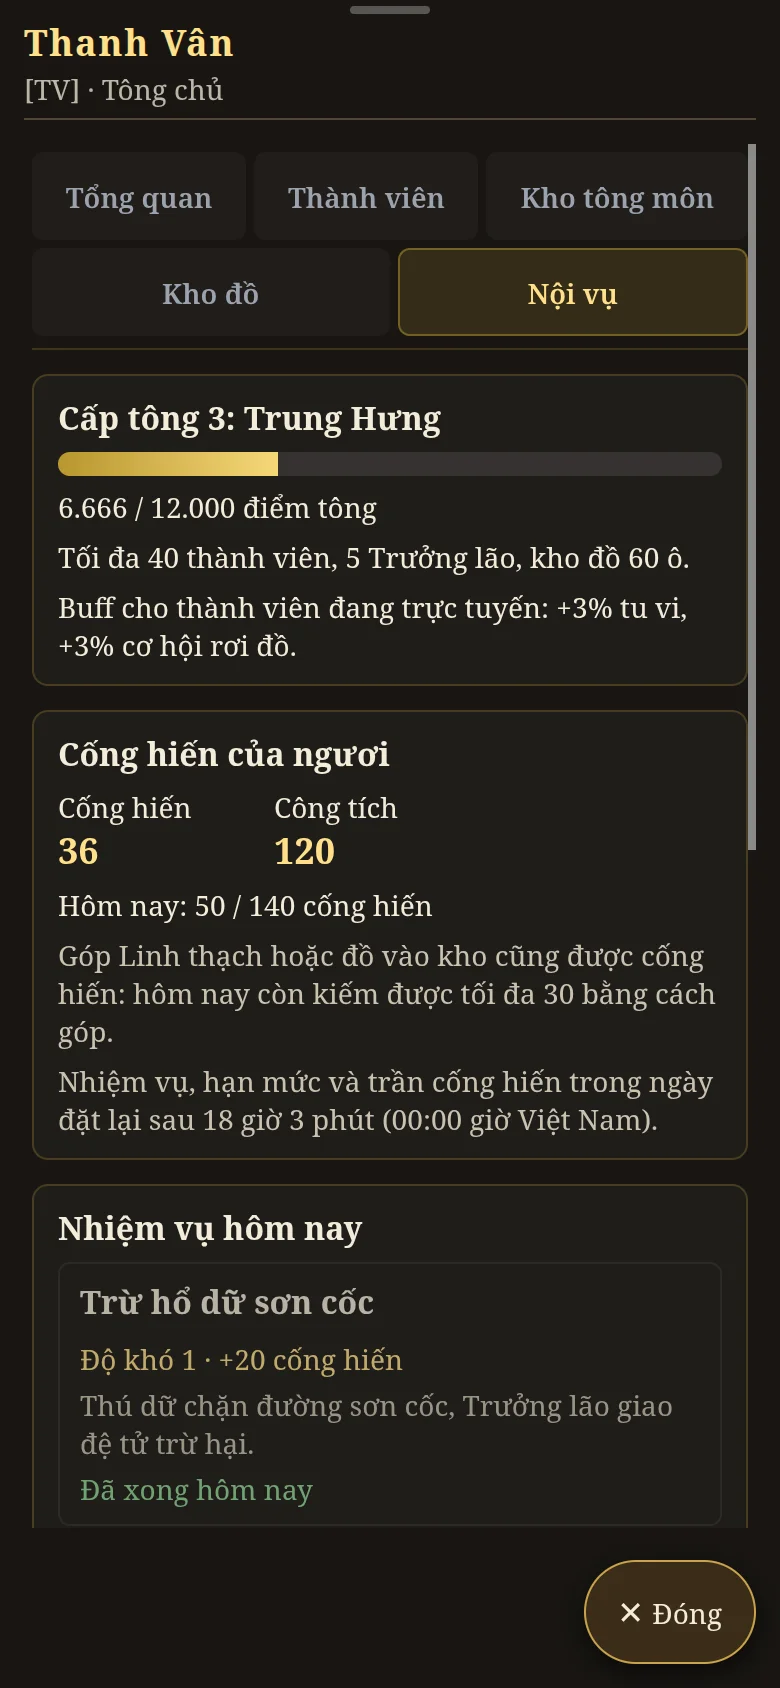 Thanh Vân
[TV] · Tông chủ
Tổng quan
Thành viên
Kho tông môn
Kho đồ
Nội vụ
Cấp tông 3: Trung Hưng
6.666 / 12.000 điểm tông
Tối đa 40 thành viên, 5 Trưởng lão, kho đồ 60 ô.
Buff cho thành viên đang trực tuyến: +3% tu vi,
+3% cơ hội rơi đồ.
Cống hiến của ngươi
Cống hiến
Công tích
36
120
Hôm nay: 50 / 140 cống hiến
Góp Linh thạch hoặc đồ vào kho cũng được cống
hiến: hôm nay còn kiếm được tối đa 30 bằng cách
góp.
Nhiệm vụ, hạn mức và trần cống hiến trong ngày
đặt lại sau 18 giờ 3 phút (00:00 giờ Việt Nam).
Nhiệm vụ hôm nay
Trừ hổ dữ sơn cốc
Độ khó 1 · +20 cống hiến
Thú dữ chặn đường sơn cốc, Trưởng lão giao
đệ tử trừ hại.
Đã xong hôm nay
✕ Đóng